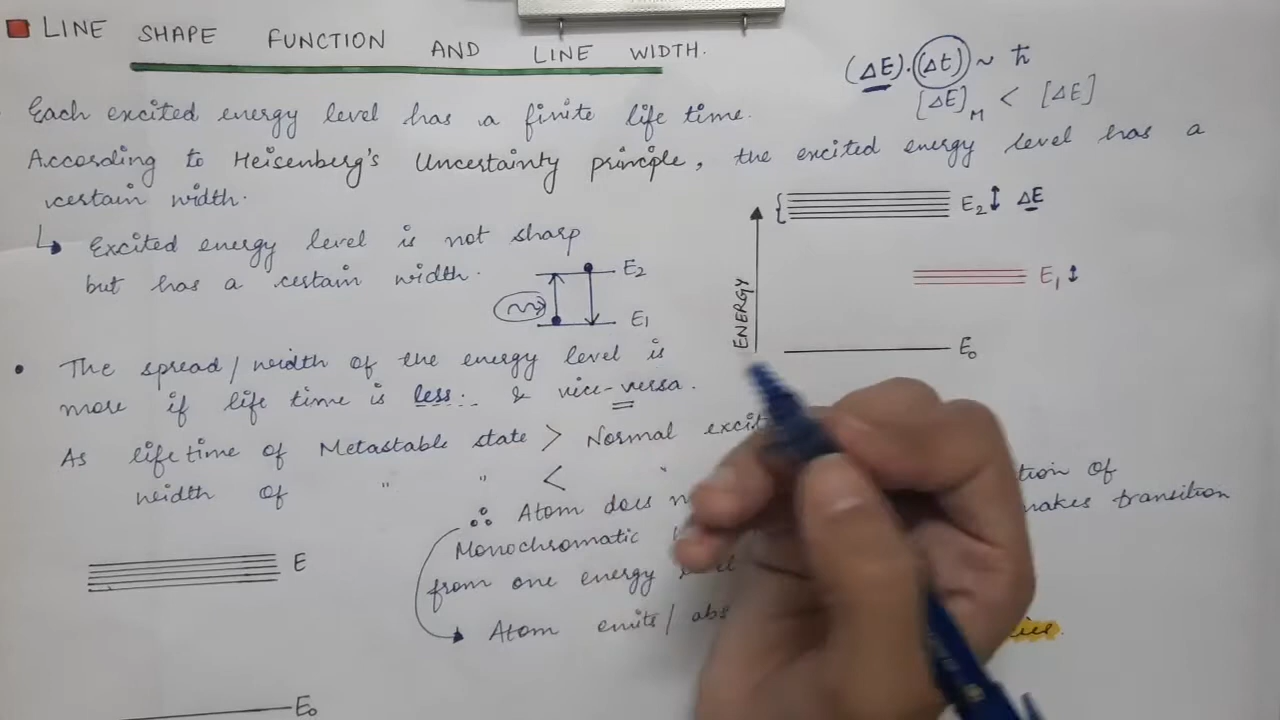 LINE SHAPE FUNCTION AND LINE WIDTH.
(ΔE).(Δt) ~ ħ
[ΔE]M < [ΔE]
Each excited energy level has a finite life time.
According to Heisenberg's Uncertainty principle, the excited energy level has a
certain width.
↳ Excited energy level is not sharp
but has a certain width.
E2
E1
E2 ↕ ΔE
E1 ↕
E0
ENERGY
• The spread/width of the energy level is
more if life time is less. & vice-versa.
As life time of Metastable state > Normal
width of " " < "
∴ Atom does
tion of
Monochromatic
makes transition
from one energy
→ Atom emits/
E
E0